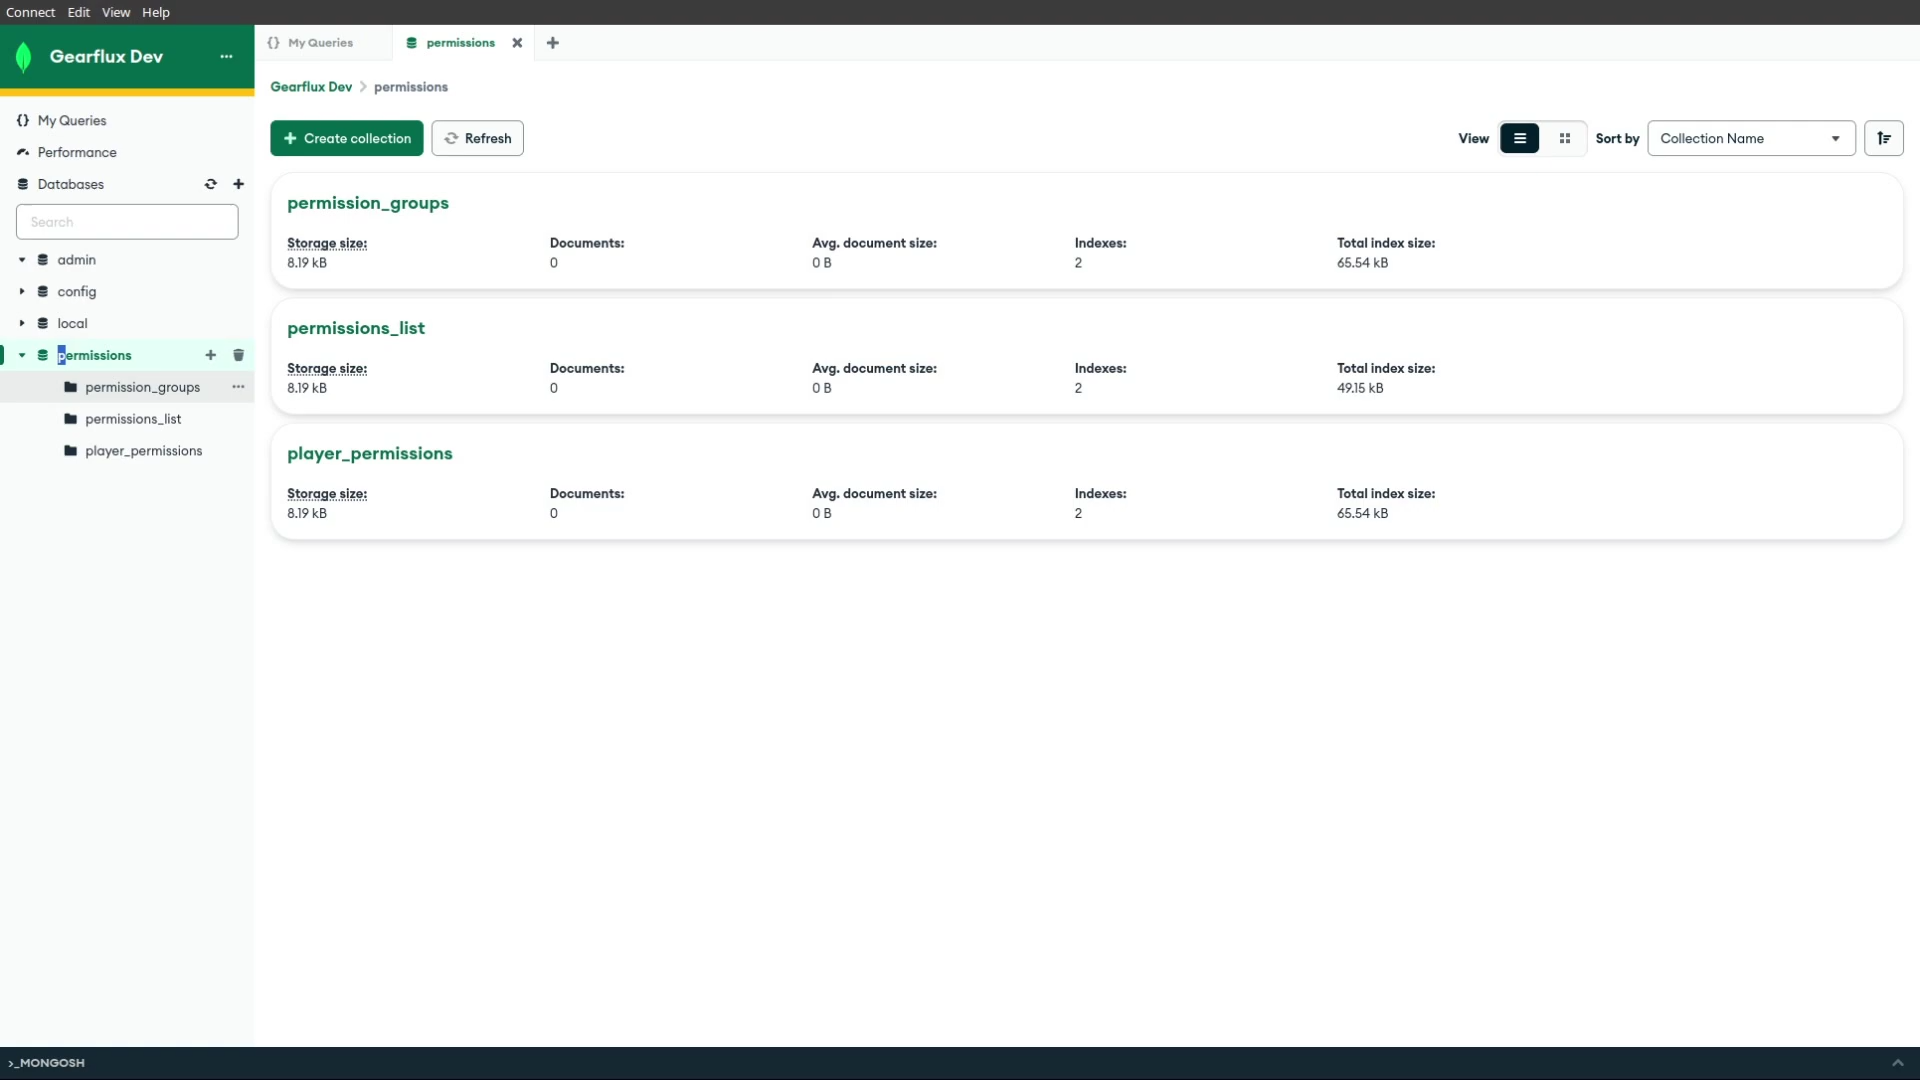 Connect Edit View Help
Gearflux Dev
My Queries
permissions
Gearflux Dev > permissions
My Queries
Performance
Databases
Search
admin
config
local
permissions
permission_groups
permissions_list
player_permissions
Create collection
Refresh
View
Sort by
Collection Name
permission_groups
Storage size: Documents: Avg. document size: Indexes: Total index size:
8.19 kB 0 0 B 2 65.54 kB
permissions_list
Storage size: Documents: Avg. document size: Indexes: Total index size:
8.19 kB 0 0 B 2 49.15 kB
player_permissions
Storage size: Documents: Avg. document size: Indexes: Total index size:
8.19 kB 0 0 B 2 65.54 kB
>_MONGOSH